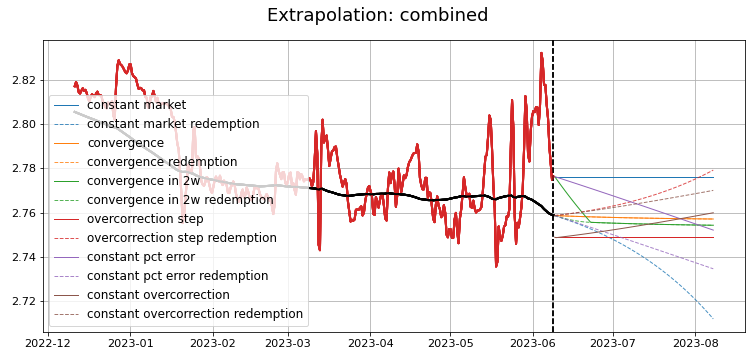 Extrapolation: combined
2.82
2.80
2.78
2.76
2.74
2.72
constant market
constant market redemption
convergence
convergence redemption
convergence in 2w
convergence in 2w redemption
overcorrection step
overcorrection step redemption
constant pct error
constant pct error redemption
constant overcorrection
constant overcorrection redemption
2022-12 2023-01 2023-02 2023-03 2023-04 2023-05 2023-06 2023-07 2023-08